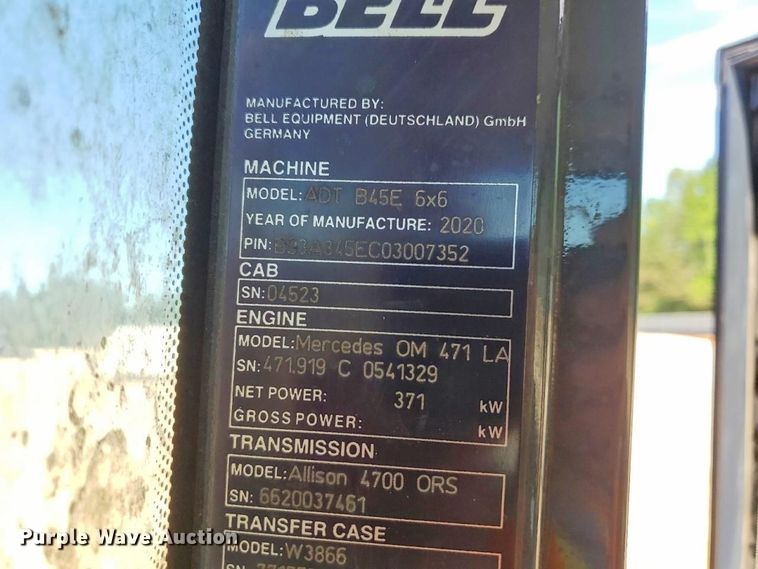 BELL
MANUFACTURED BY:
BELL EQUIPMENT (DEUTSCHLAND) GmbH
GERMANY
MACHINE
MODEL: ADT B45E 6x6
YEAR OF MANUFACTURE: 2020
PIN:
CAB
SN: 04523
ENGINE
MODEL: Mercedes OM 471 LA
SN: 471.919 C 0541329
NET POWER: 371 kW
GROSS POWER: kW
TRANSMISSION
MODEL: Allison 4700 ORS
SN: 6620037461
TRANSFER CASE
MODEL: W3866
Purple Wave Auction